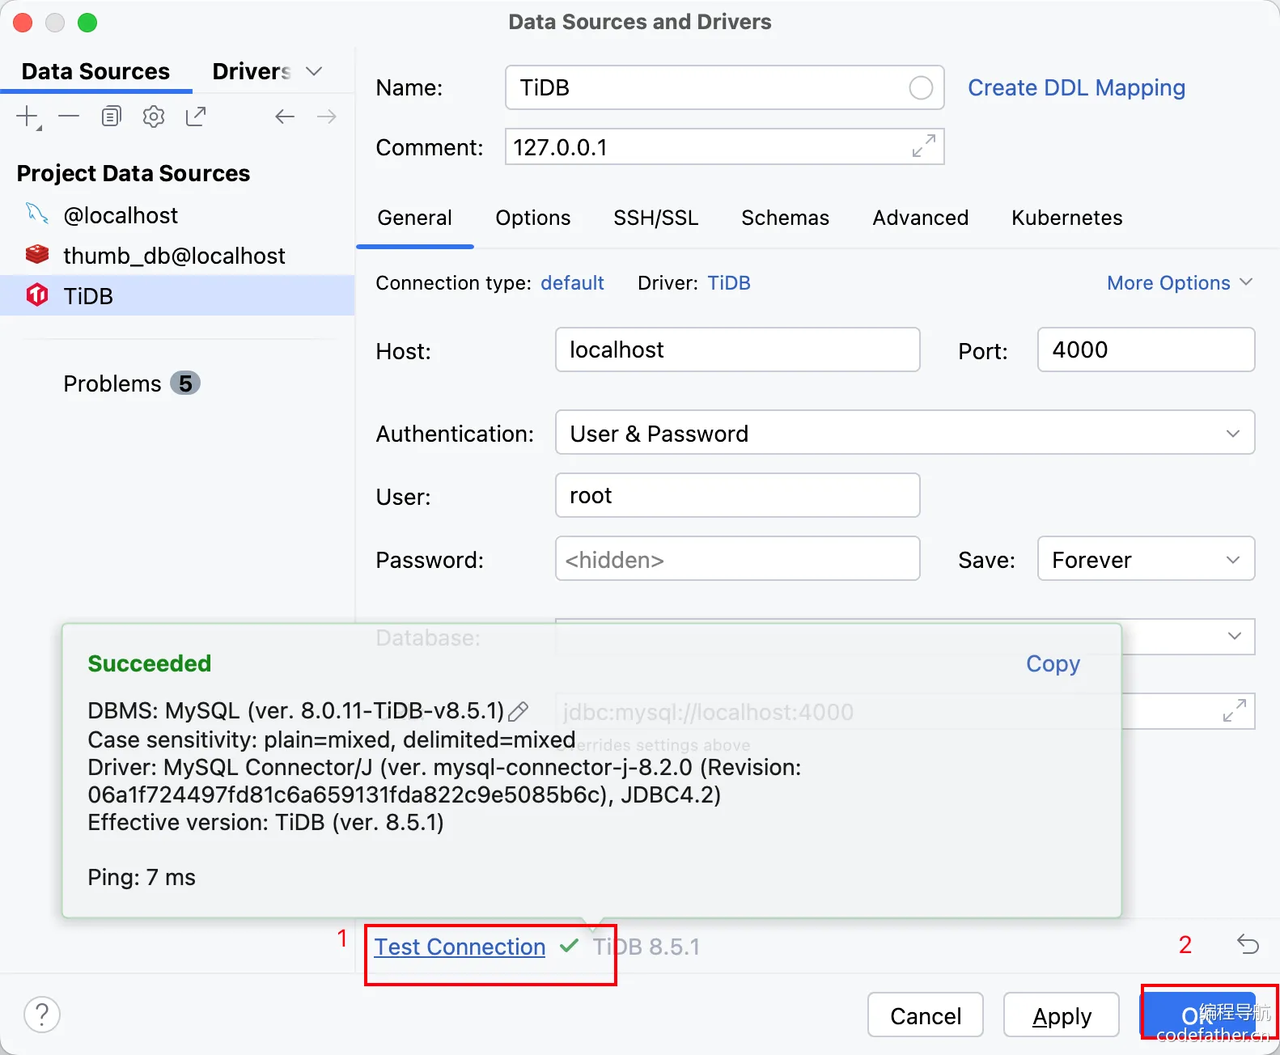 Data Sources and Drivers
Data Sources
Drivers
Name:
TiDB
Create DDL Mapping
Comment:
127.0.0.1
Project Data Sources
@localhost
thumb_db@localhost
TiDB
Problems 5
General
Options
SSH/SSL
Schemas
Advanced
Kubernetes
Connection type: default
Driver: TiDB
More Options
Host:
localhost
Port:
4000
Authentication:
User & Password
User:
root
Password:
<hidden>
Save:
Forever
Database:
Succeeded
Copy
DBMS: MySQL (ver. 8.0.11-TiDB-v8.5.1)
jdbc:mysql://localhost:4000
Case sensitivity: plain=mixed, delimited=mixed
Overrides settings above
Driver: MySQL Connector/J (ver. mysql-connector-j-8.2.0 (Revision:
06a1f724497fd81c6a659131fda822c9e5085b6c), JDBC4.2)
Effective version: TiDB (ver. 8.5.1)
Ping: 7 ms
1
Test Connection
TiDB 8.5.1
2
?
Cancel
Apply
OK
编程导航
codefather.cn